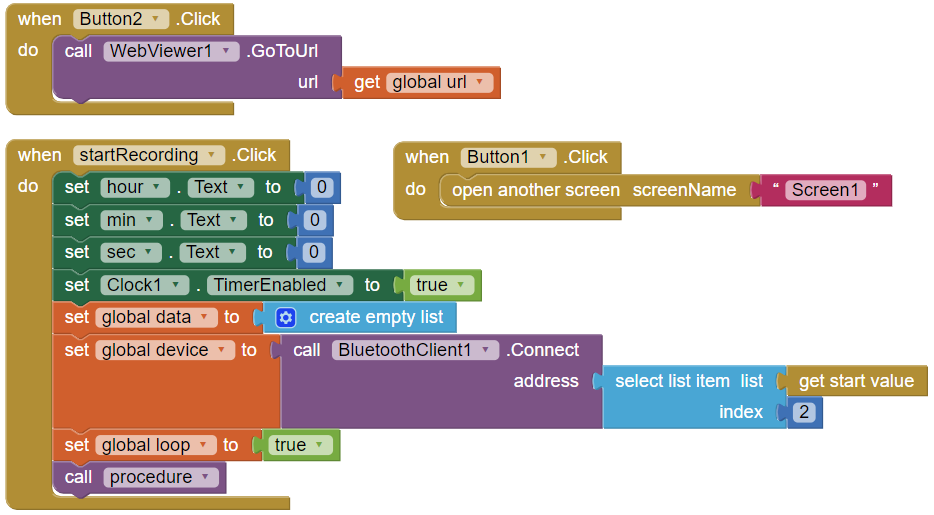 when Button2 .Click
do call WebViewer1 .GoToUrl
url get global url
when startRecording .Click
do set hour . Text to 0
set min . Text to 0
set sec . Text to 0
set Clock1 . TimerEnabled to true
set global data to create empty list
set global device to call BluetoothClient1 .Connect
address select list item list get start value
index 2
set global loop to true
call procedure
when Button1 .Click
do open another screen screenName “ Screen1 ”